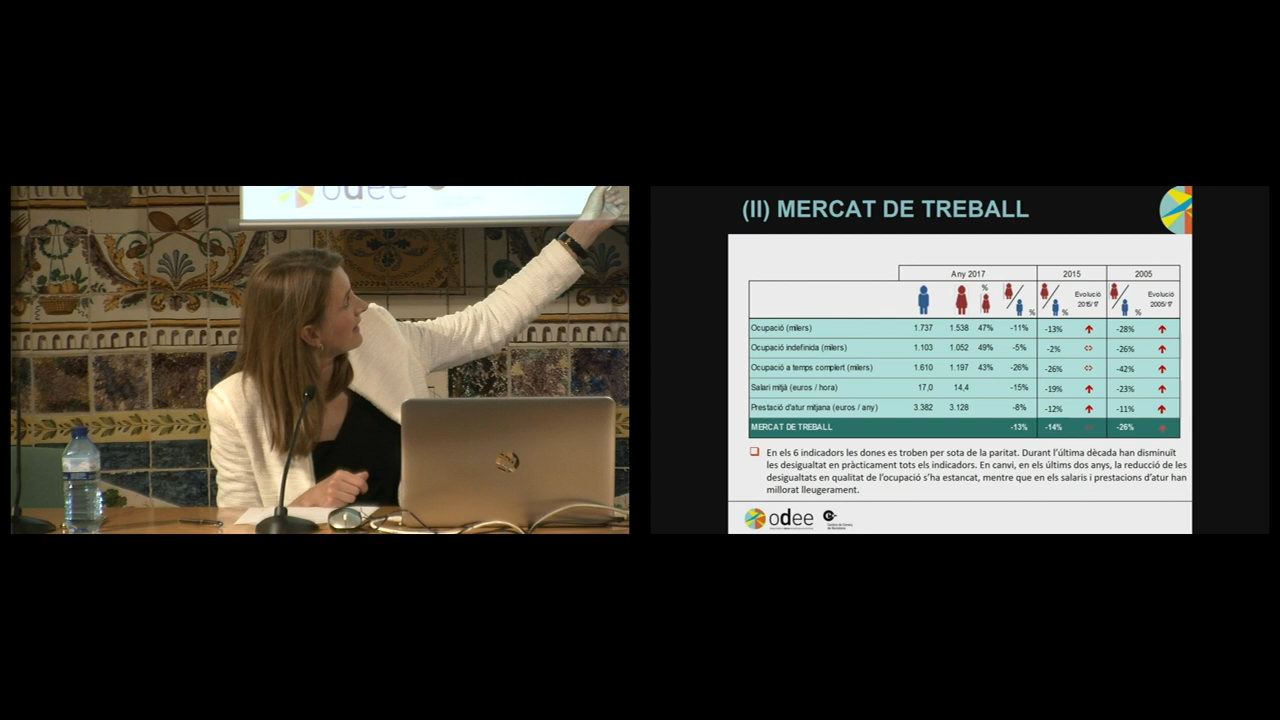 odee
(II) MERCAT DE TREBALL
Any 2017 2015 2005
% % % Evolució 2015/17 % Evolució 2005/17
Ocupació (milers) 1.737 1.538 47% -11% -13% -28%
Ocupació indefinida (milers) 1.103 1.052 49% -5% -2% -26%
Ocupació a temps complert (milers) 1.610 1.197 43% -26% -26% -42%
Salari mitjà (euros / hora) 17,0 14,4 -15% -19% -23%
Prestació d'atur mitjana (euros / any) 3.382 3.128 -8% -12% -11%
MERCAT DE TREBALL -13% -14% -26%
En els 6 indicadors les dones es troben per sota de la paritat. Durant l'última dècada han disminuït
les desigualtat en pràcticament tots els indicadors. En canvi, en els últims dos anys, la reducció de les
desigualtats en qualitat de l'ocupació s'ha estancat, mentre que en els salaris i prestacions d'atur han
millorat lleugerament.
odee